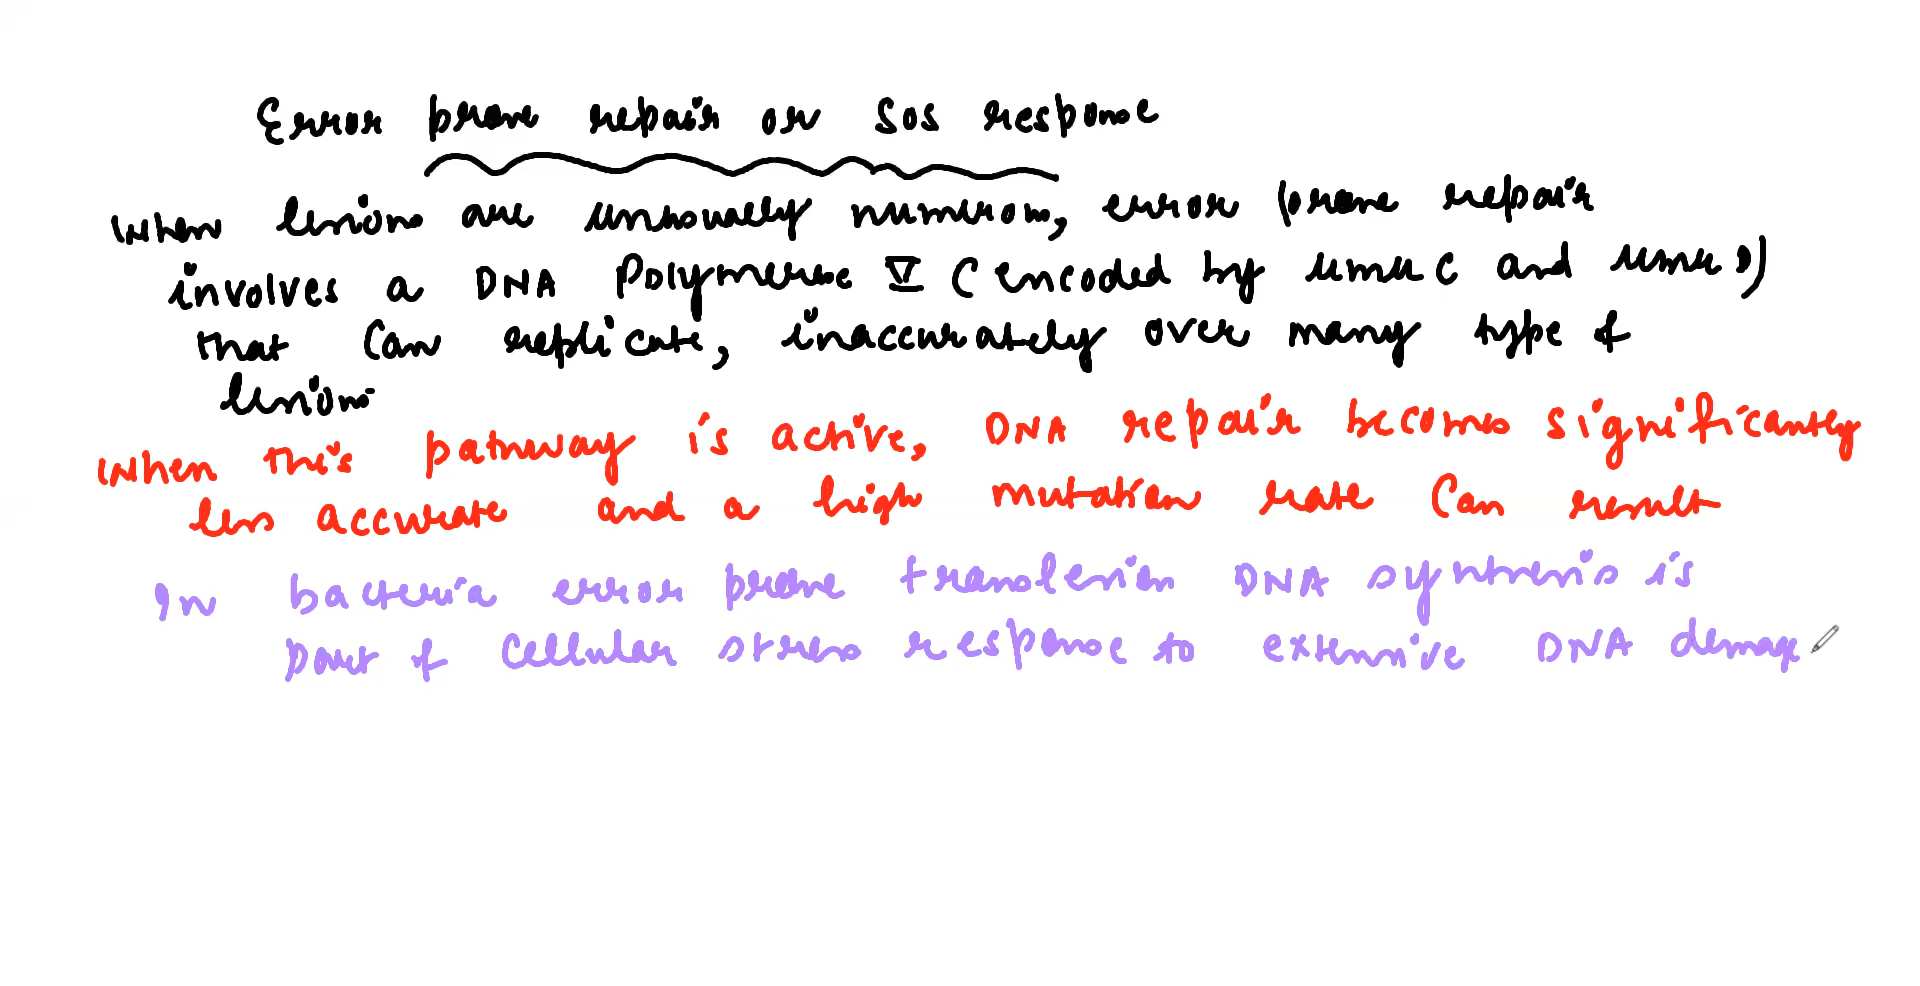 Error prone repair or SOS response
When lesions are unusually numerous, error prone repair
involves a DNA Polymerase V (encoded by umu C and umu D)
that can replicate, inaccurately over many type of
lesions
When this pathway is active, DNA repair becomes significantly
less accurate and a high mutation rate can result
In bacteria error prone translesion DNA synthesis is
part of cellular stress response to extensive DNA demage